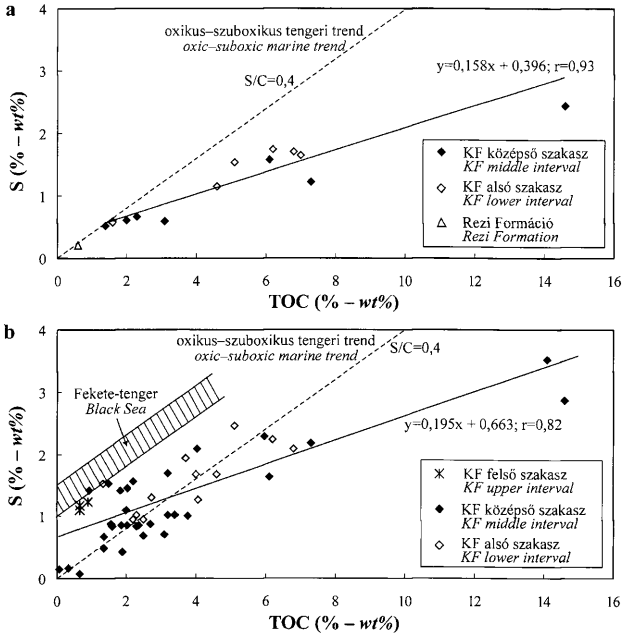 a
oxikus–szuboxikus tengeri trend
oxic–suboxic marine trend
S/C=0,4
y=0,158x + 0,396; r=0,93
KF középső szakasz
KF middle interval
KF alsó szakasz
KF lower interval
Rezi Formáció
Rezi Formation
S (% – wt%)
4
3
2
1
0
0 2 4 6 8 10 12 14 16
TOC (% – wt%)
b
oxikus–szuboxikus tengeri trend
oxic–suboxic marine trend
S/C=0,4
Fekete-tenger
Black Sea
y=0,195x + 0,663; r=0,82
KF felső szakasz
KF upper interval
KF középső szakasz
KF middle interval
KF alsó szakasz
KF lower interval
S (% – wt%)
4
3
2
1
0
0 2 4 6 8 10 12 14 16
TOC (% – wt%)